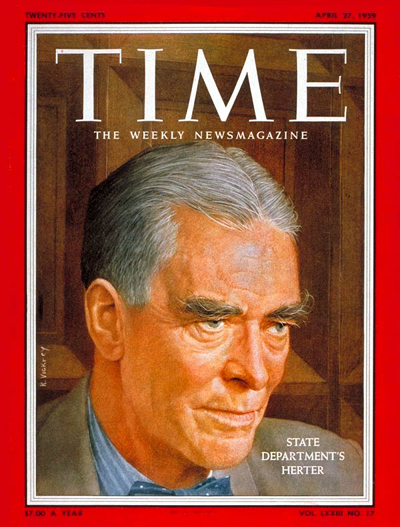 TWENTY-FIVE CENTS
APRIL 27, 1959
TIME
THE WEEKLY NEWSMAGAZINE
R. Vickrey
STATE
DEPARTMENT'S
HERTER
$7.00 A YEAR
VOL. LXXIII NO. 17